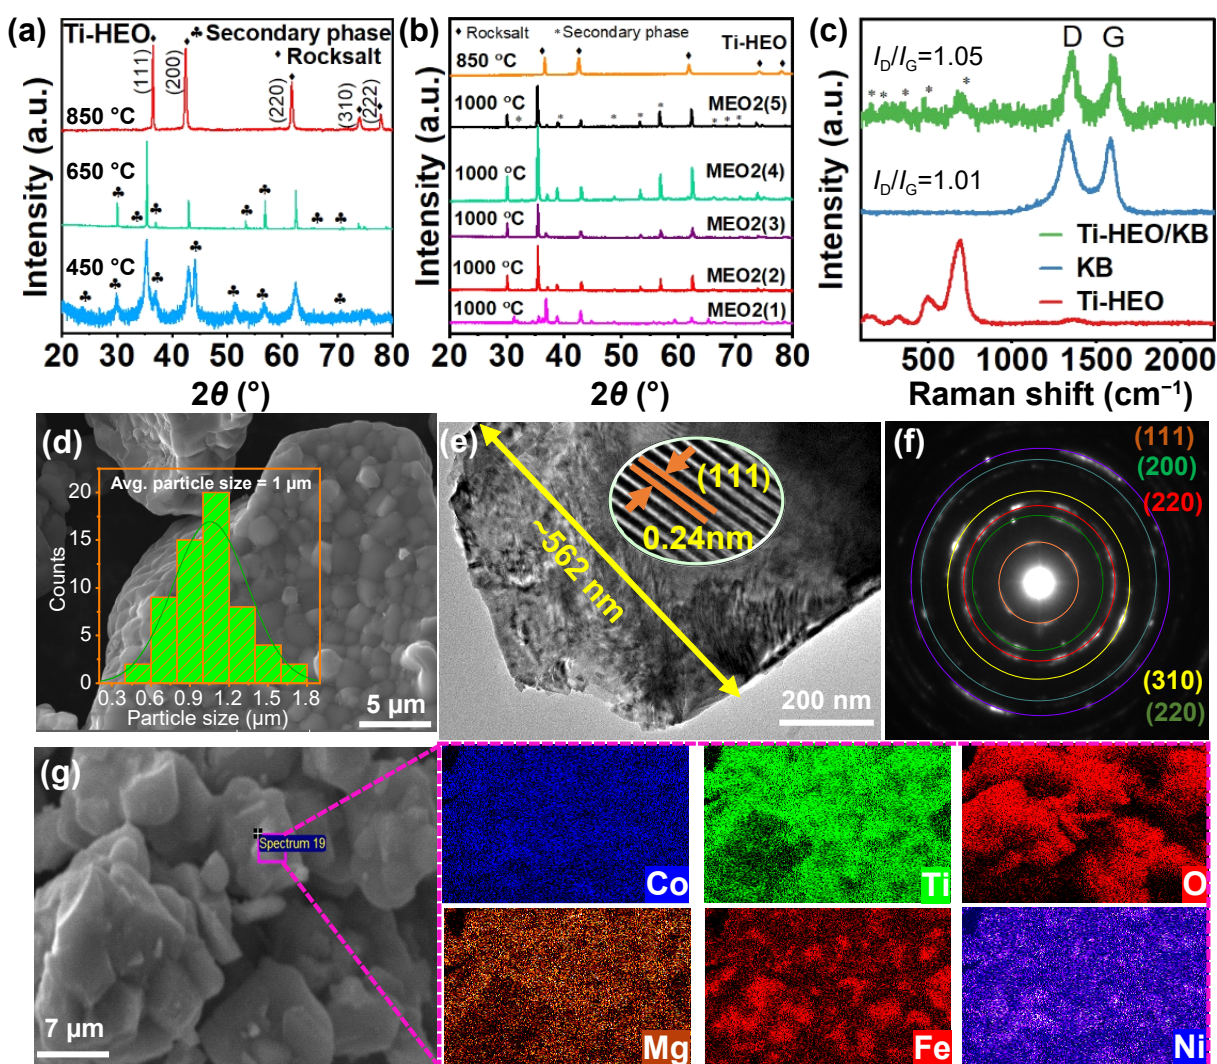 (a)
Ti-HEO
♣ Secondary phase
♦ Rocksalt
(111)
(200)
(220)
(310)
(222)
850 °C
650 °C
450 °C
Intensity (a.u.)
20 30 40 50 60 70 80
2θ (°)
(b)
♦ Rocksalt
* Secondary phase
Ti-HEO
850 °C
1000 °C
MEO2(5)
1000 °C
MEO2(4)
1000 °C
MEO2(3)
1000 °C
MEO2(2)
1000 °C
MEO2(1)
Intensity (a.u.)
20 30 40 50 60 70 80
2θ (°)
(c)
D
G
I_D/I_G=1.05
I_D/I_G=1.01
Ti-HEO/KB
KB
Ti-HEO
Intensity (a.u.)
500 1000 1500 2000
Raman shift (cm⁻¹)
(d)
Avg. particle size = 1 µm
20
15
10
5
0
Counts
0.3 0.6 0.9 1.2 1.5 1.8
Particle size (µm)
5 µm
(e)
(111)
0.24nm
~562 nm
200 nm
(f)
(111)
(200)
(220)
(310)
(220)
(g)
Spectrum 19
7 µm
Co
Ti
O
Mg
Fe
Ni